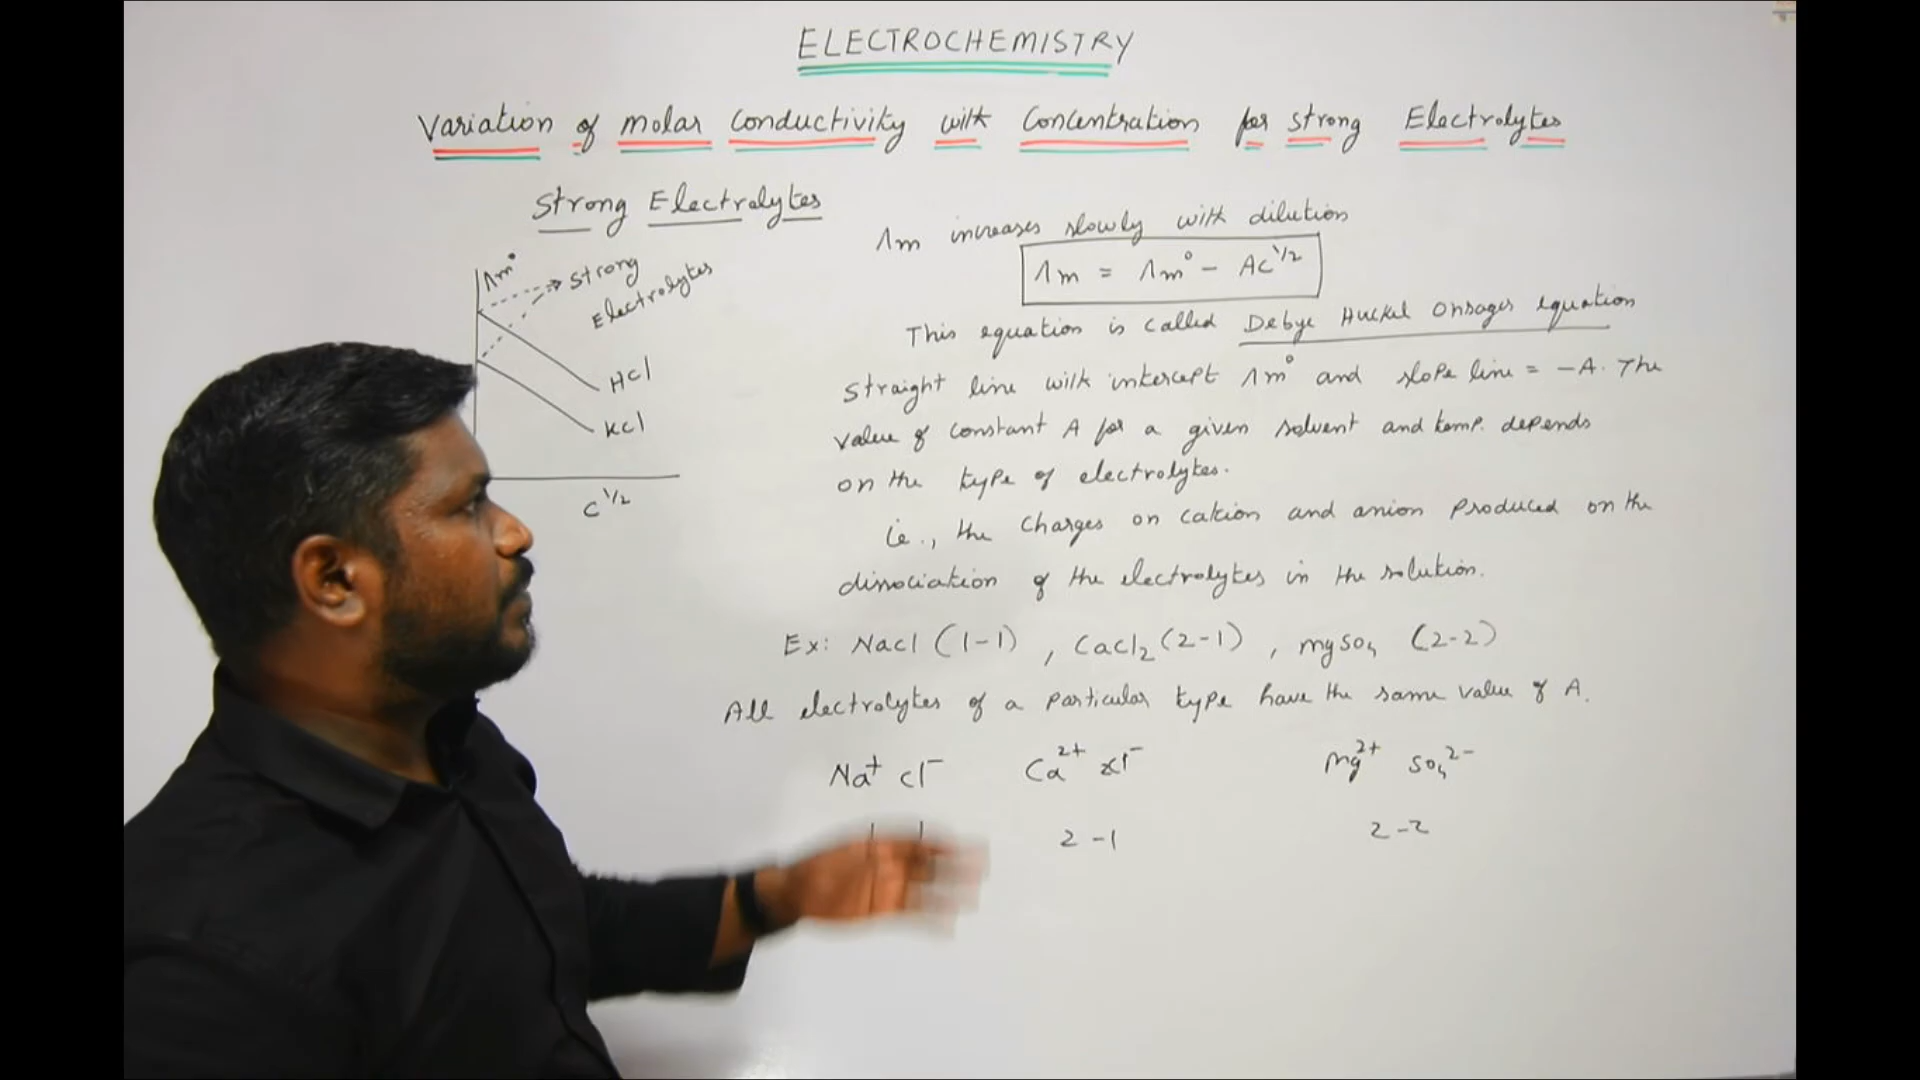 ELECTROCHEMISTRY
Variation of molar conductivity with Concentration for strong Electrolytes
Strong Electrolytes
Λm°
Strong
Electrolytes
HCl
KCl
C^1/2
Λm increases slowly with dilution
Λm = Λm° - AC^1/2
This equation is called Debye Huckel Onsager equation
Straight line with intercept Λm° and slope line = -A. The
value of constant A for a given solvent and temp. depends
on the type of electrolytes.
i.e., the charges on cation and anion produced on the
dissociation of the electrolytes in the solution.
Ex: NaCl (1-1), CaCl₂ (2-1), MgSO₄ (2-2)
All electrolytes of a particular type have the same value of A.
Na⁺ Cl⁻ Ca²⁺ Cl⁻ Mg²⁺ SO₄²⁻
1 1 2-1 2-2